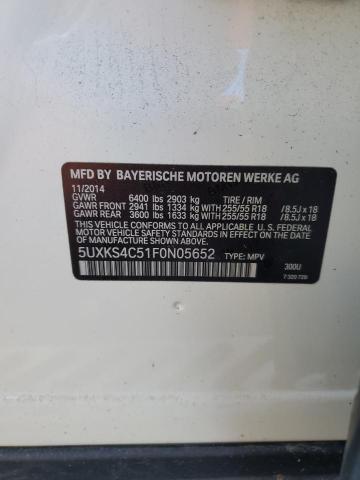 MFD BY BAYERISCHE MOTOREN WERKE AG
11/2014
GVWR 6400 lbs 2903 kg TIRE / RIM
GAWR FRONT 2941 lbs 1334 kg WITH 255/55 R18 /8.5J x 18
GAWR REAR 3600 lbs 1633 kg WITH 255/55 R18 /8.5J x 18
THIS VEHICLE CONFORMS TO ALL APPLICABLE U. S. FEDERAL
MOTOR VEHICLE SAFETY STANDARDS IN EFFECT ON THE
DATE OF MANUFACTURE SHOWN ABOVE.
5UXKS4C51F0N05652 TYPE: MPV 300U